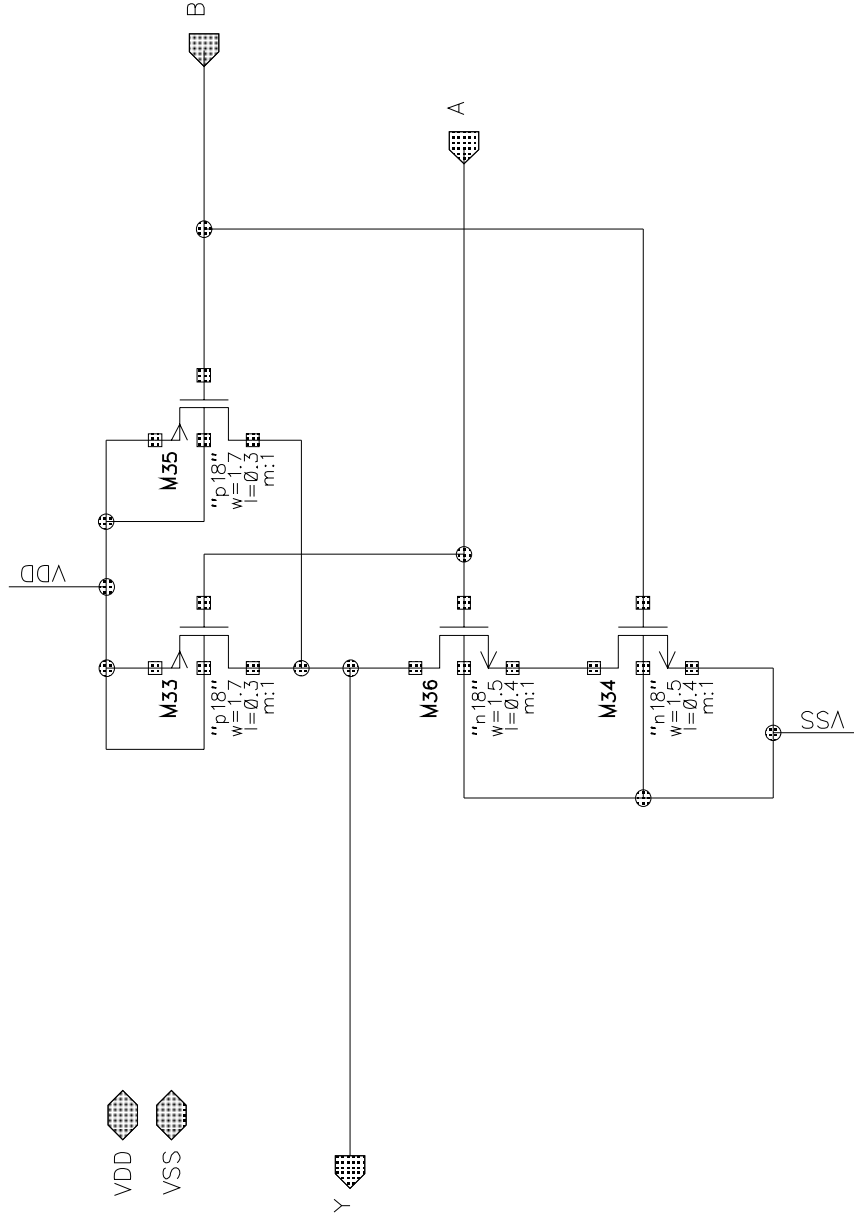 B
A
VDD
M35
"p18"
w=1.7
l=0.3
m:1
M33
"p18"
w=1.7
l=0.3
m:1
M36
"n18"
w=1.5
l=0.4
m:1
M34
"n18"
w=1.5
l=0.4
m:1
VSS
VDD
VSS
Y